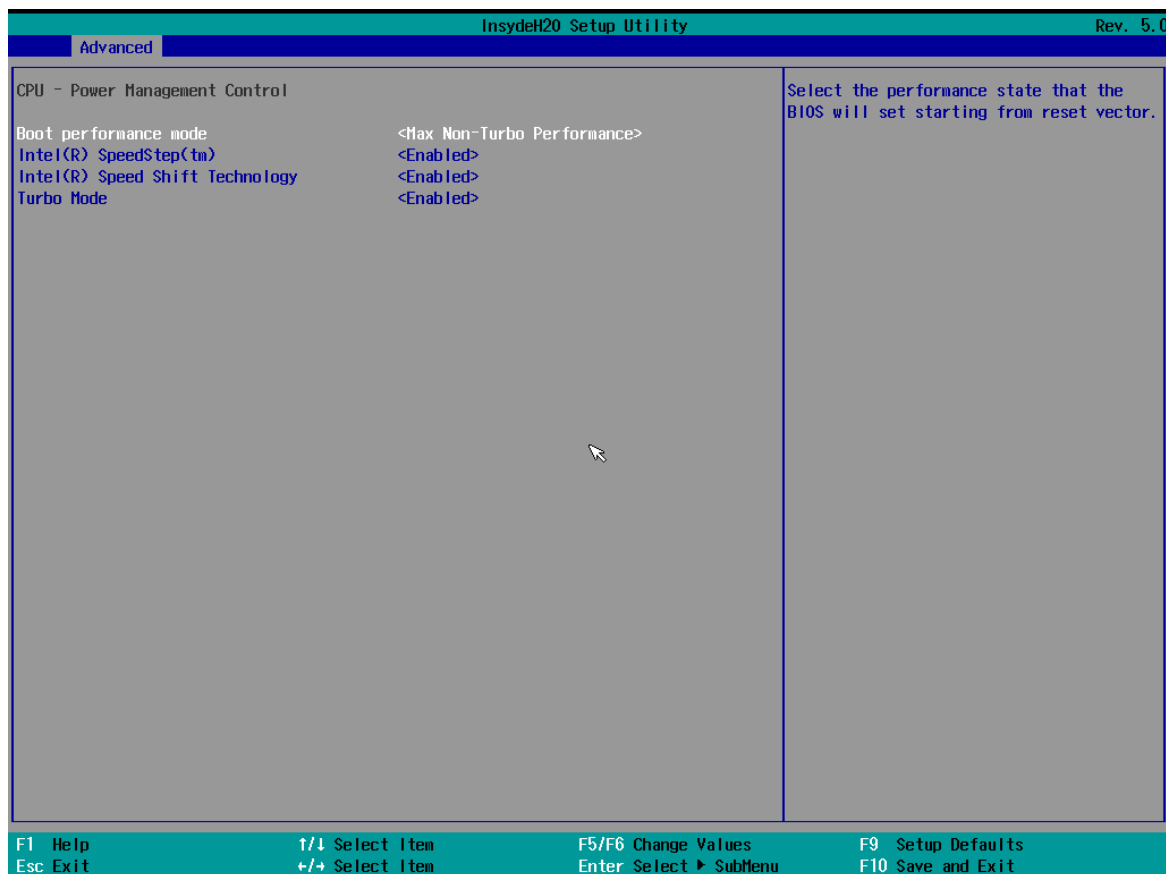 InsydeH20 Setup Utility Rev. 5.0
Advanced
CPU - Power Management Control
Boot performance mode <Max Non-Turbo Performance>
Intel(R) SpeedStep(tm) <Enabled>
Intel(R) Speed Shift Technology <Enabled>
Turbo Mode <Enabled>
Select the performance state that the
BIOS will set starting from reset vector.
F1 Help ↑/↓ Select Item F5/F6 Change Values F9 Setup Defaults
Esc Exit ←/→ Select Item Enter Select ▶ SubMenu F10 Save and Exit